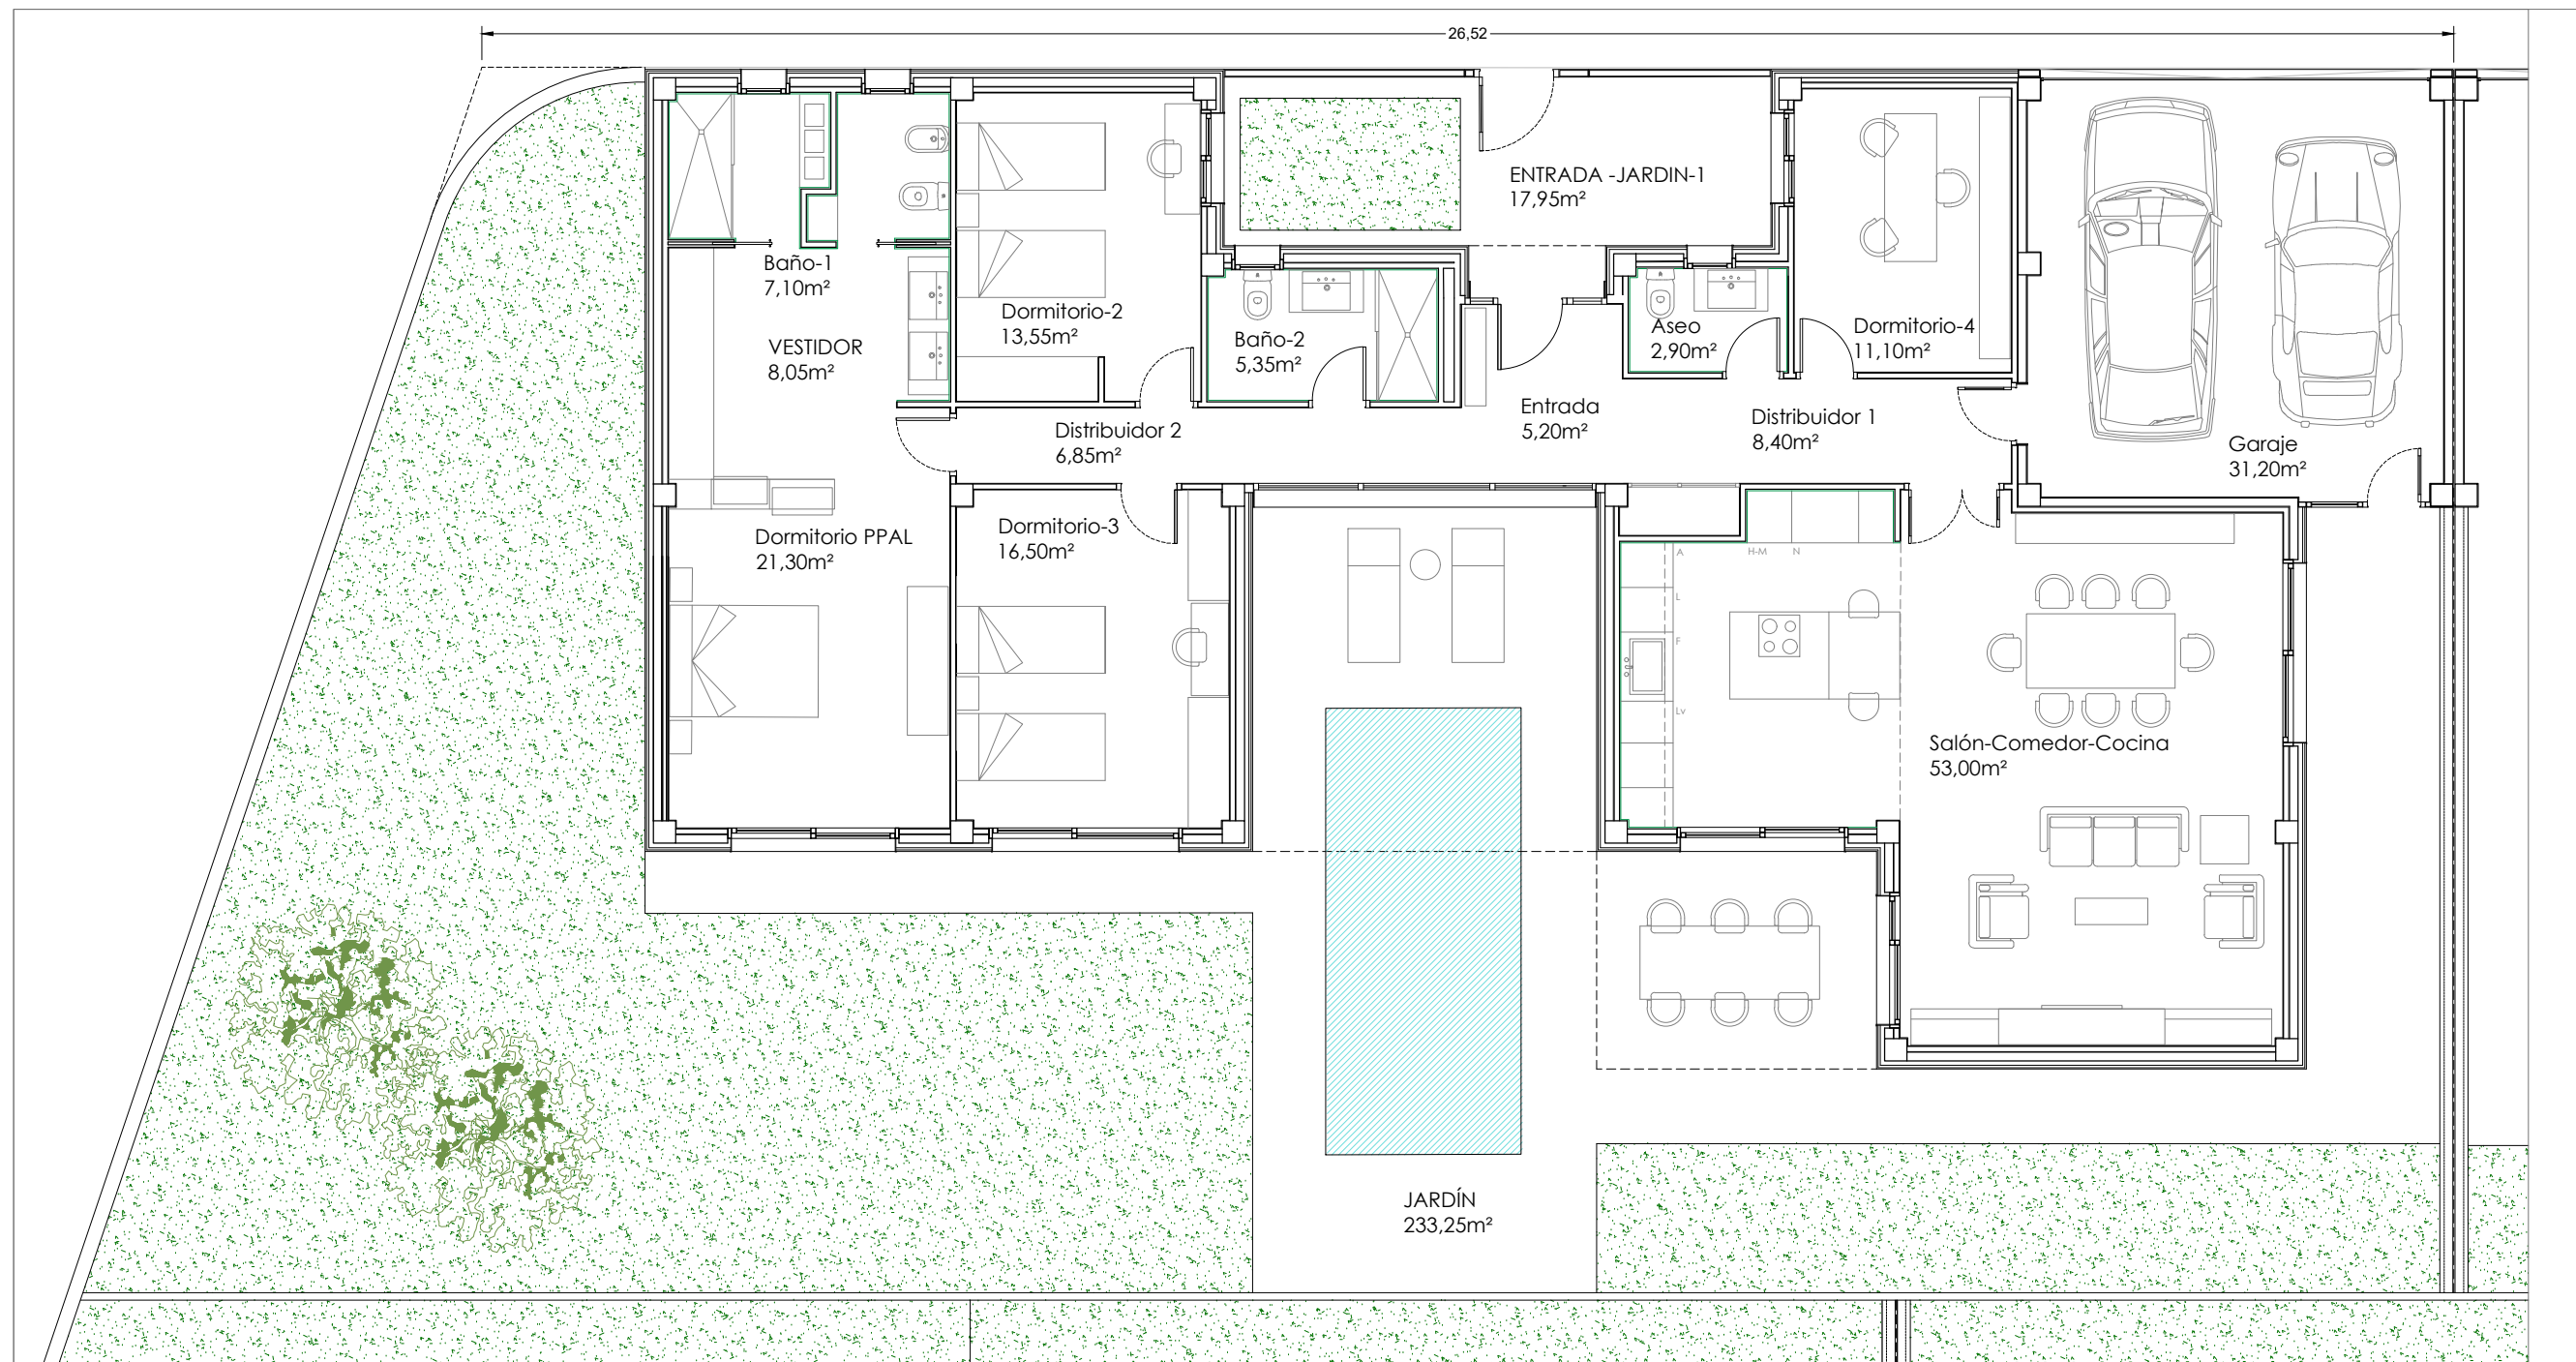 26,52
ENTRADA -JARDIN-1
17,95m²
Baño-1
7,10m²
Dormitorio-2
13,55m²
VESTIDOR
8,05m²
Baño-2
5,35m²
Aseo
2,90m²
Dormitorio-4
11,10m²
Entrada
5,20m²
Distribuidor 1
8,40m²
Distribuidor 2
6,85m²
Garaje
31,20m²
Dormitorio PPAL
21,30m²
Dormitorio-3
16,50m²
A
H-M
N
L
F
Lv
Salón-Comedor-Cocina
53,00m²
JARDÍN
233,25m²